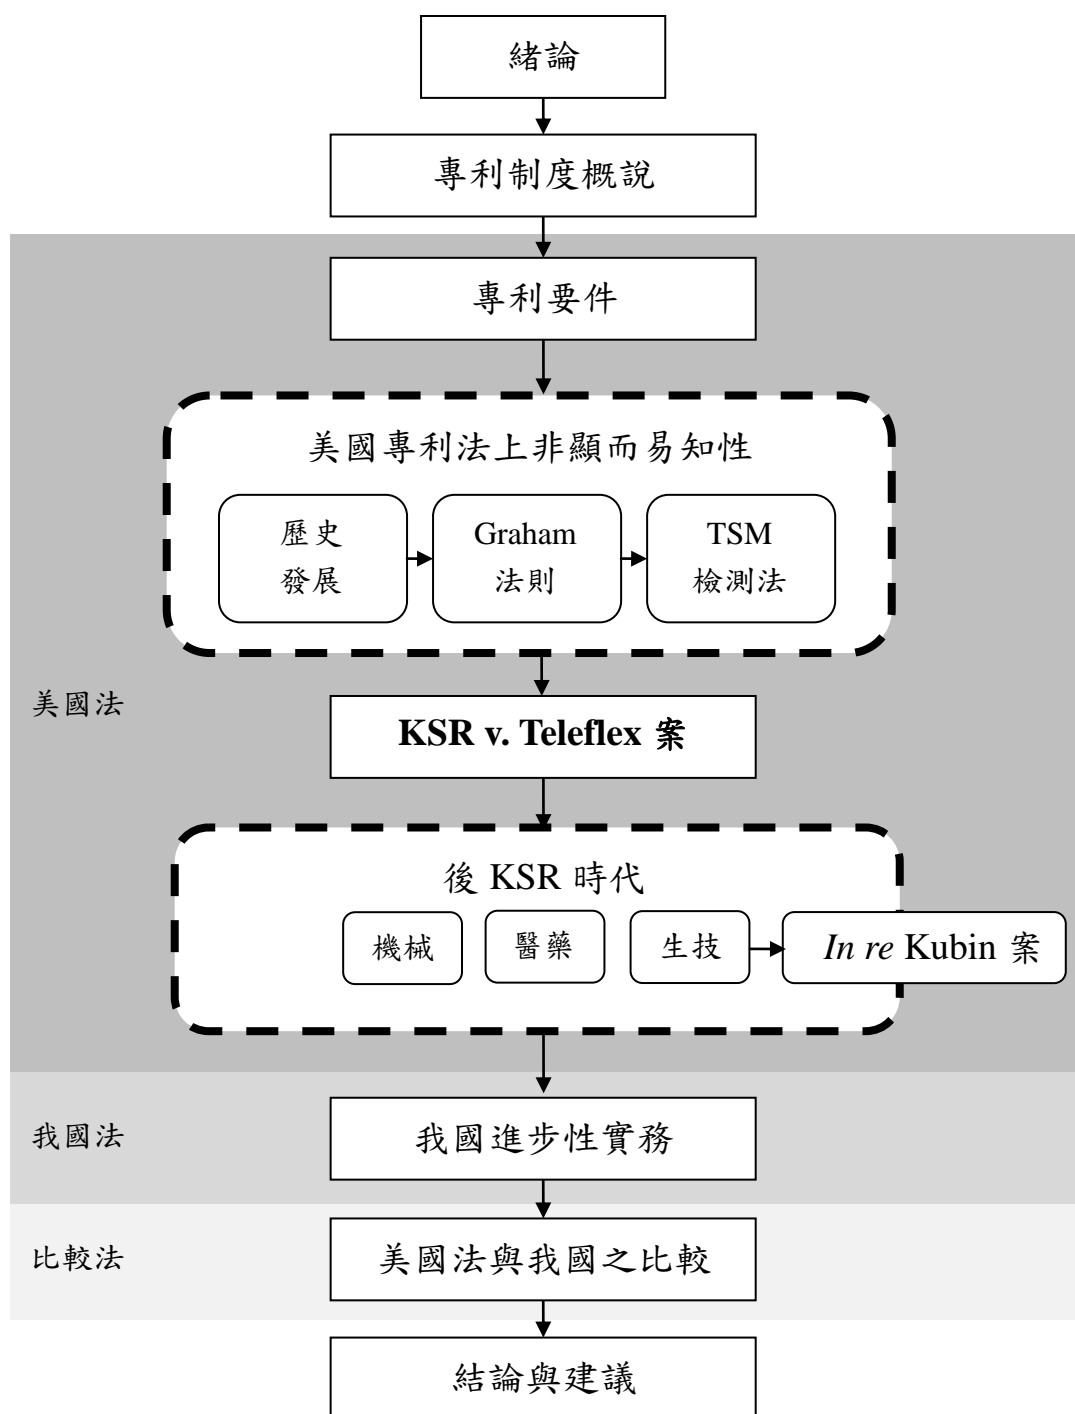 緒論
專利制度概說
專利要件
美國專利法上非顯而易知性
歷史
發展
Graham
法則
TSM
檢測法
美國法
KSR v. Teleflex 案
後 KSR 時代
機械
醫藥
生技
In re Kubin 案
我國法
我國進步性實務
比較法
美國法與我國之比較
結論與建議